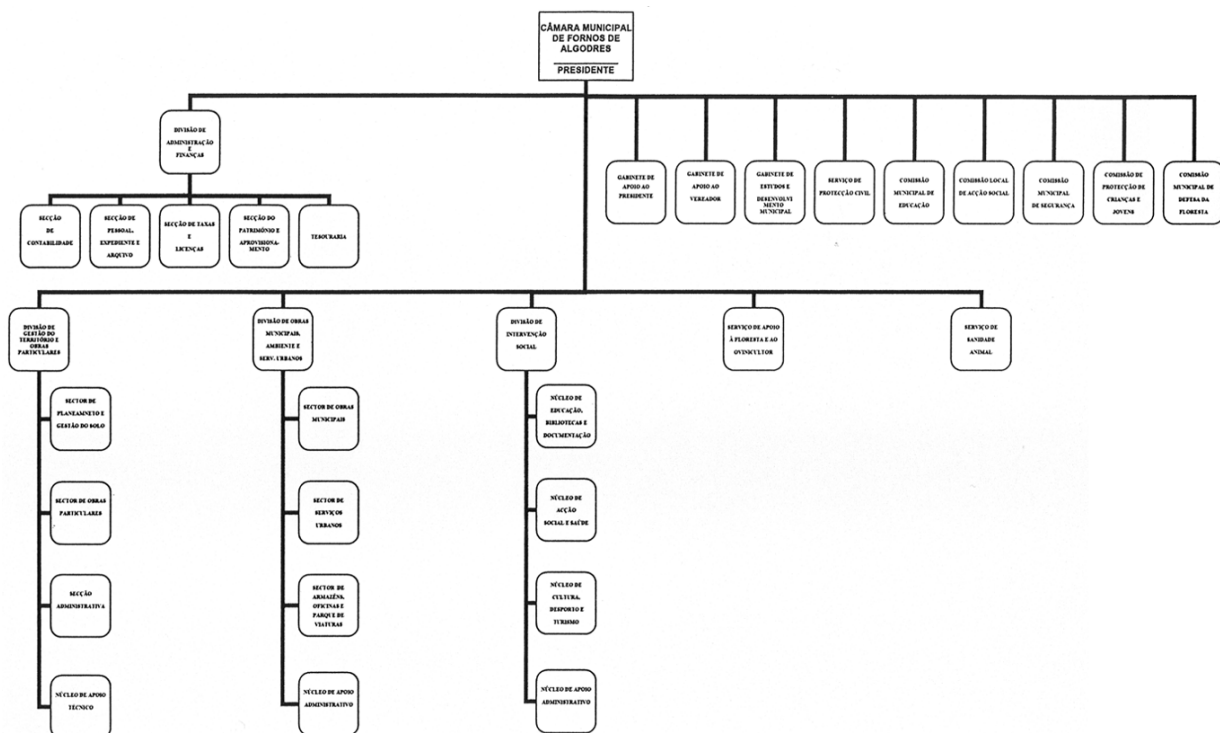 CÂMARA MUNICIPAL
DE FORNOS DE
ALGODRES
PRESIDENTE
DIVISÃO DE
ADMINISTRAÇÃO
E
FINANÇAS
GABINETE DE
APOIO AO
PRESIDENTE
GABINETE DE
APOIO AO
VEREADOR
GABINETE DE
ESTUDOS E
DESENVOLVI
MENTO
MUNICIPAL
SERVIÇO DE
PROTECÇÃO CIVIL
COMISSÃO
MUNICIPAL DE
EDUCAÇÃO
COMISSÃO LOCAL
DE ACÇÃO SOCIAL
COMISSÃO
MUNICIPAL
DE SEGURANÇA
COMISSÃO DE
PROTECÇÃO DE
CRIANÇAS E
JOVENS
COMISSÃO
MUNICIPAL DE
DEFESA DA
FLORESTA
SECÇÃO
DE
CONTABILIDADE
SECÇÃO DE
PESSOAL,
EXPEDIENTE E
ARQUIVO
SECÇÃO DE TAXAS
E
LICENÇAS
SECÇÃO DO
PATRIMÓNIO E
APROVISIONA-
MENTO
TESOURARIA
DIVISÃO DE
GESTÃO DO
TERRITÓRIO E
OBRAS
PARTICULARES
DIVISÃO DE OBRAS
MUNICIPAIS,
AMBIENTE E
SERV. URBANOS
DIVISÃO DE
INTERVENÇÃO
SOCIAL
SERVIÇO DE APOIO
À FLORESTA E AO
OVINICULTOR
SERVIÇO DE
SANIDADE
ANIMAL
SECTOR DE
PLANEAMNETO E
GESTÃO DO SOLO
SECTOR DE OBRAS
PARTICULARES
SECÇÃO
ADMINISTRATIVA
NÚCLEO DE APOIO
TÉCNICO
SECTOR DE OBRAS
MUNICIPAIS
SECTOR DE
SERVIÇOS
URBANOS
SECTOR DE
ARMAZÉNS,
OFICINAS E
PARQUE DE
VIATURAS
NÚCLEO DE APOIO
ADMINISTRATIVO
NÚCLEO DE
EDUCAÇÃO,
BIBLIOTECAS E
DOCUMENTAÇÃO
NÚCLEO DE
ACÇÃO
SOCIAL E SAÚDE
NÚCLEO DE
CULTURA,
DESPORTO E
TURISMO
NÚCLEO DE APOIO
ADMINISTRATIVO